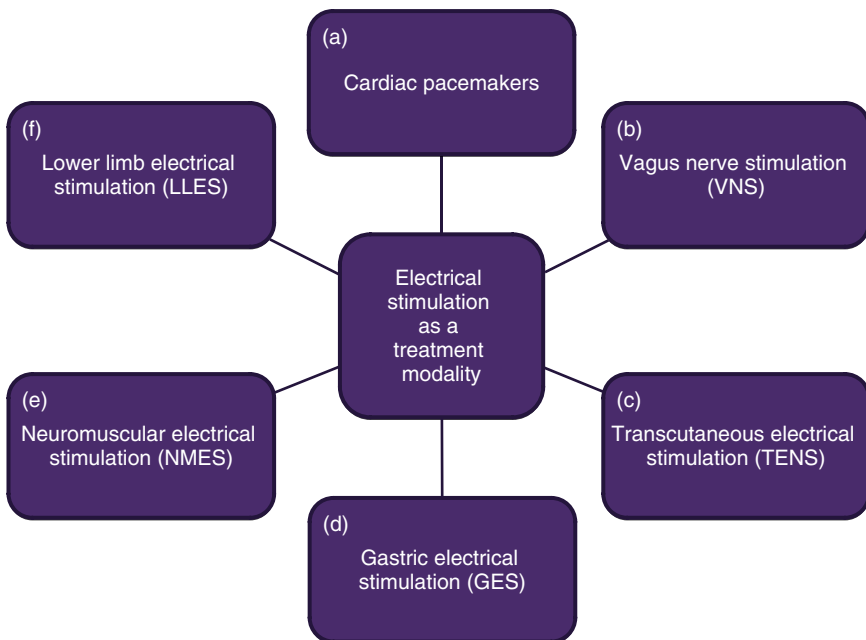 (a)
Cardiac pacemakers
(b)
Vagus nerve stimulation
(VNS)
(c)
Transcutaneous electrical
stimulation (TENS)
(d)
Gastric electrical
stimulation (GES)
(e)
Neuromuscular electrical
stimulation (NMES)
(f)
Lower limb electrical
stimulation (LLES)
Electrical
stimulation
as a
treatment
modality